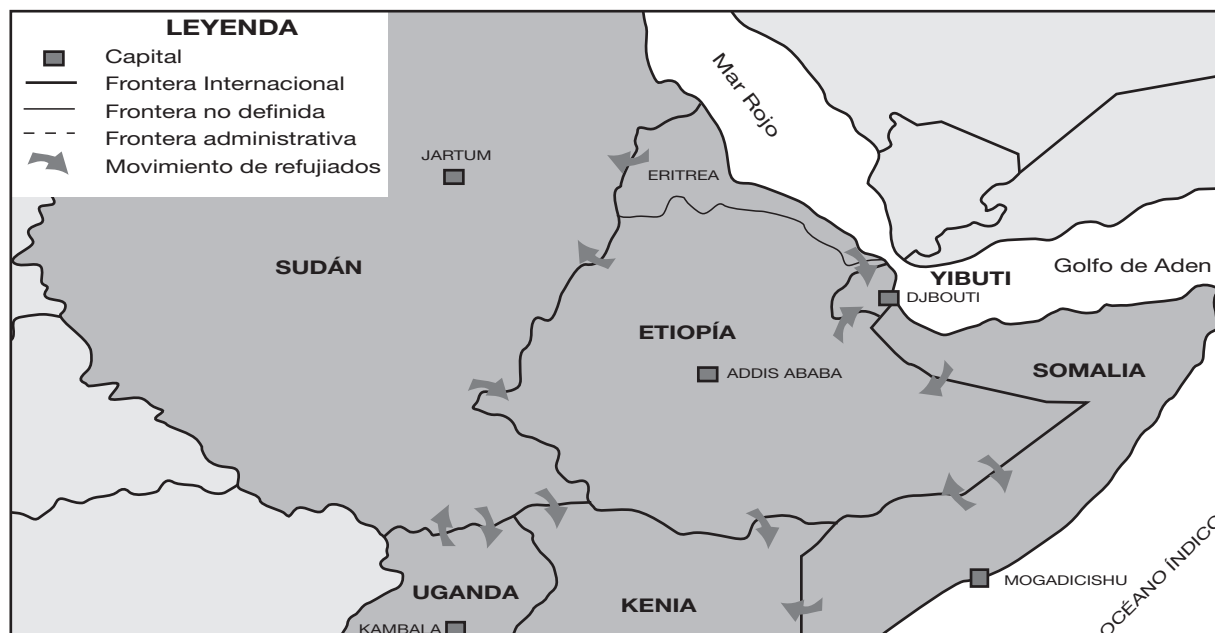 LEYENDA
Capital
Frontera Internacional
Frontera no definida
Frontera administrativa
Movimiento de refujiados
Mar Rojo
JARTUM
ERITREA
SUDÁN
YIBUTI
Golfo de Aden
DJBOUTI
ETIOPÍA
ADDIS ABABA
SOMALIA
UGANDA
KENIA
MOGADICISHU
OCÉANO ÍNDICO
KAMBALA